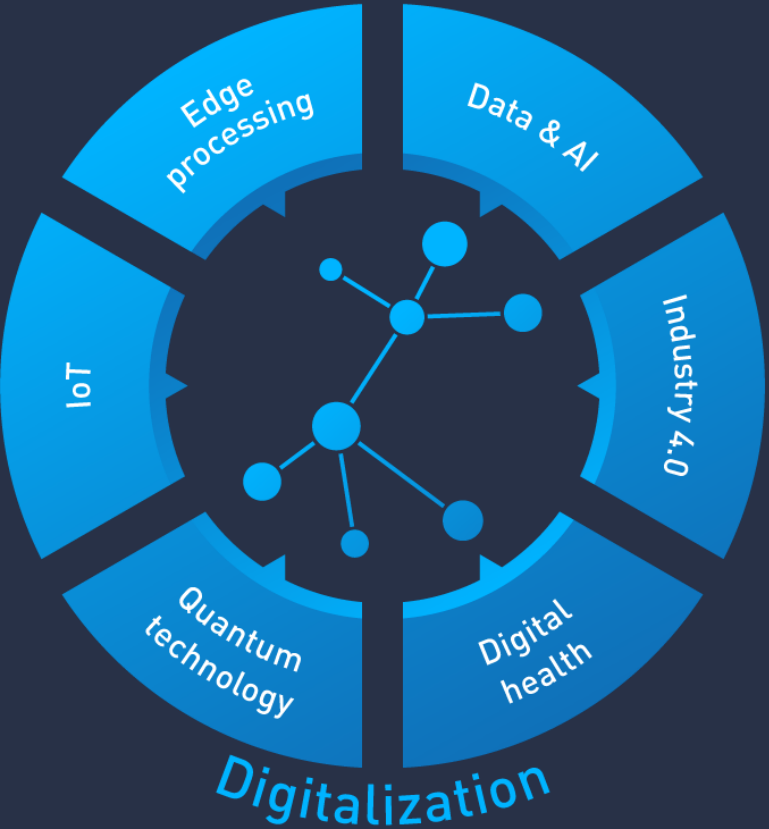 Edge
processing
Data & AI
Industry 4.0
Digital
health
Quantum
technology
IoT
Digitalization